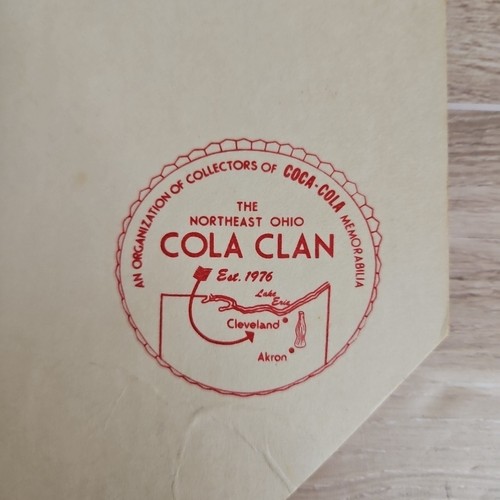 AN ORGANIZATION OF COLLECTORS OF COCA-COLA MEMORABILIA
THE
NORTHEAST OHIO
COLA CLAN
Est. 1976
Lake
Erie
Cleveland
Akron